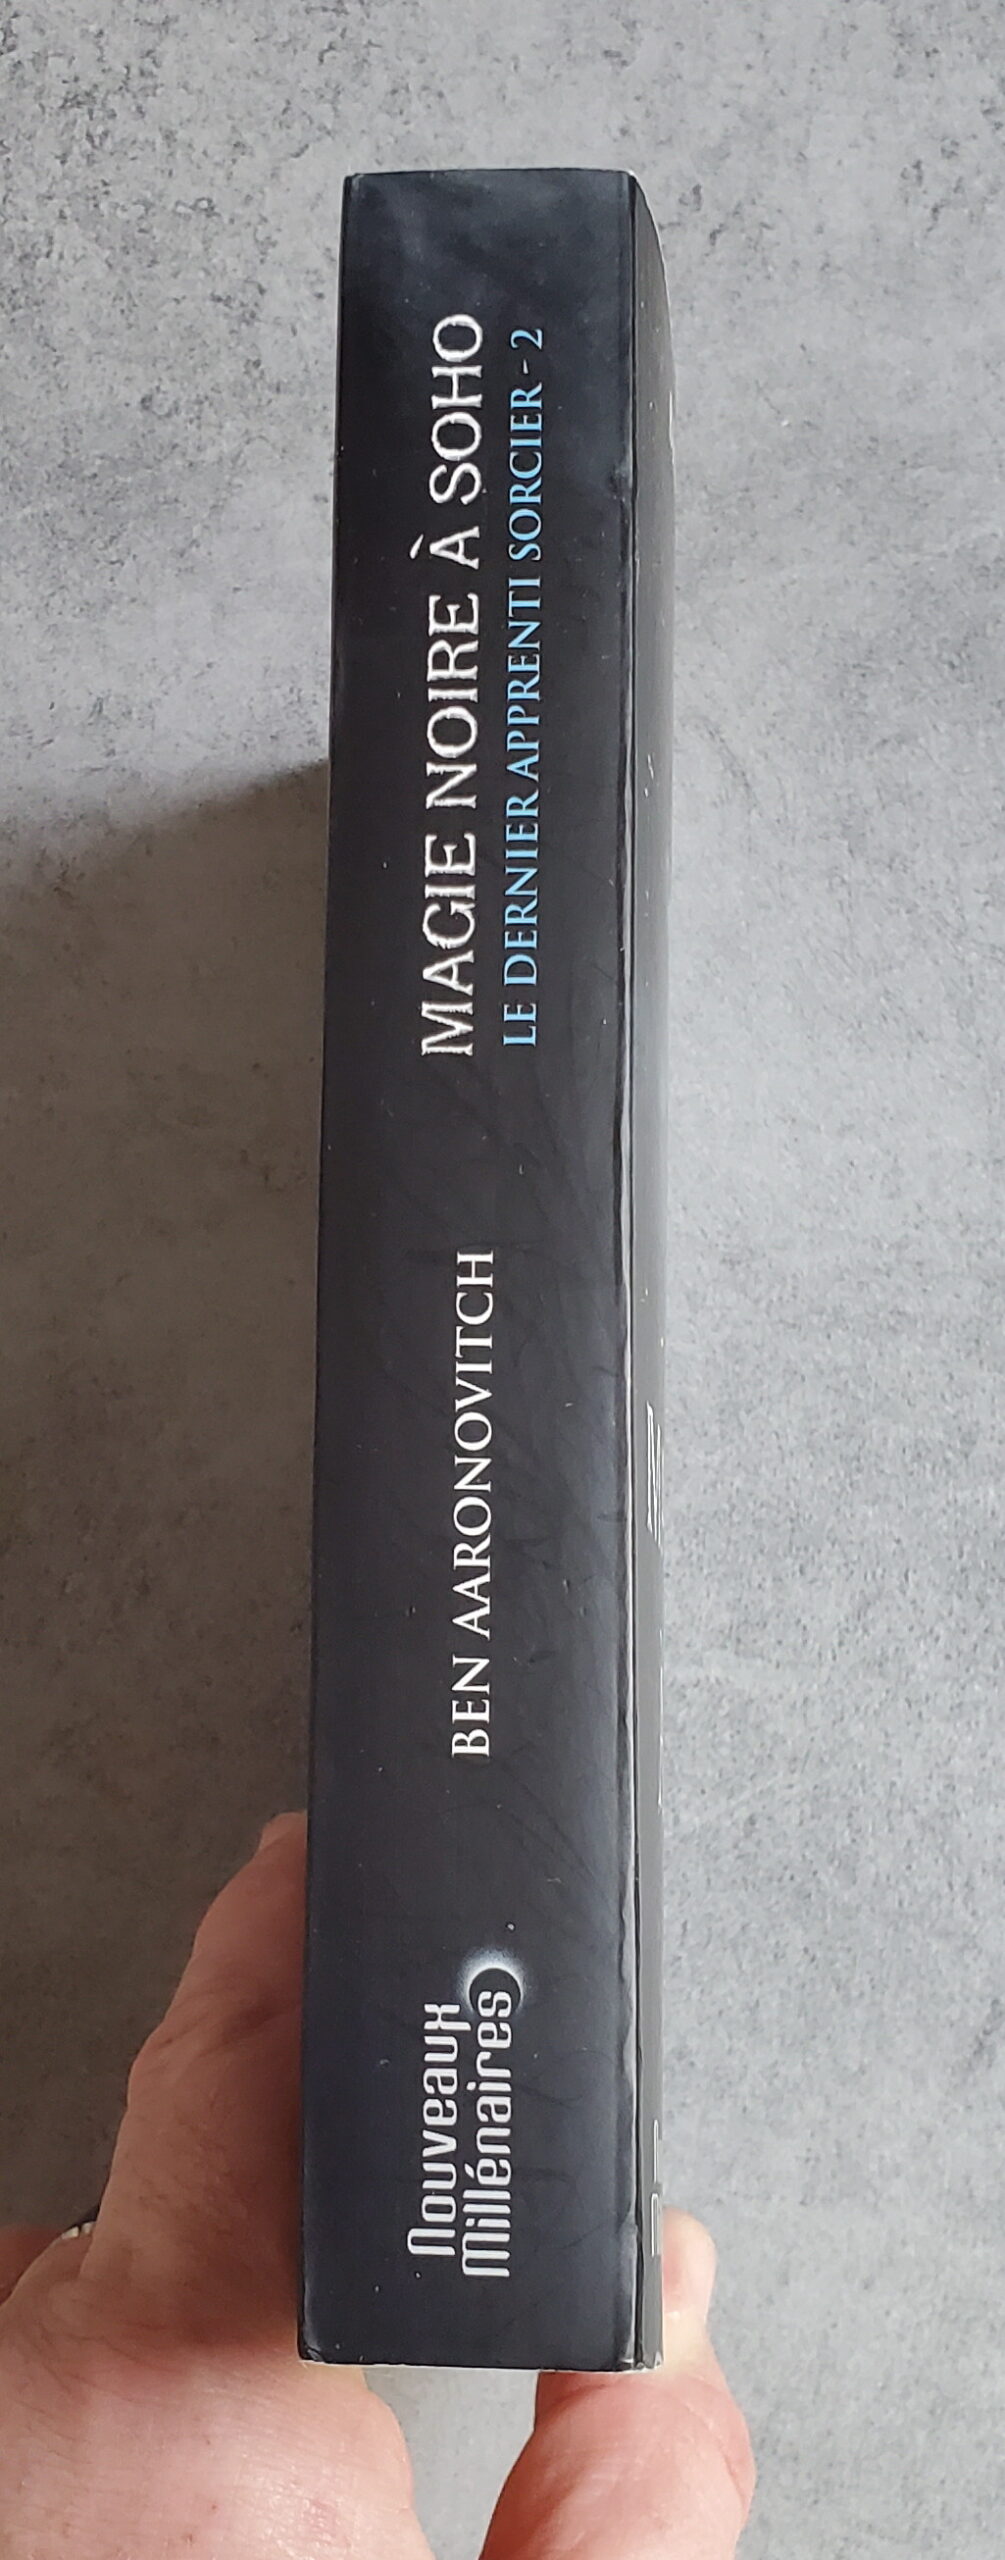 MAGIE NOIRE À SOHO
LE DERNIER APPRENTI SORCIER - 2
BEN AARONOVITCH
Nouveaux
Millénaires